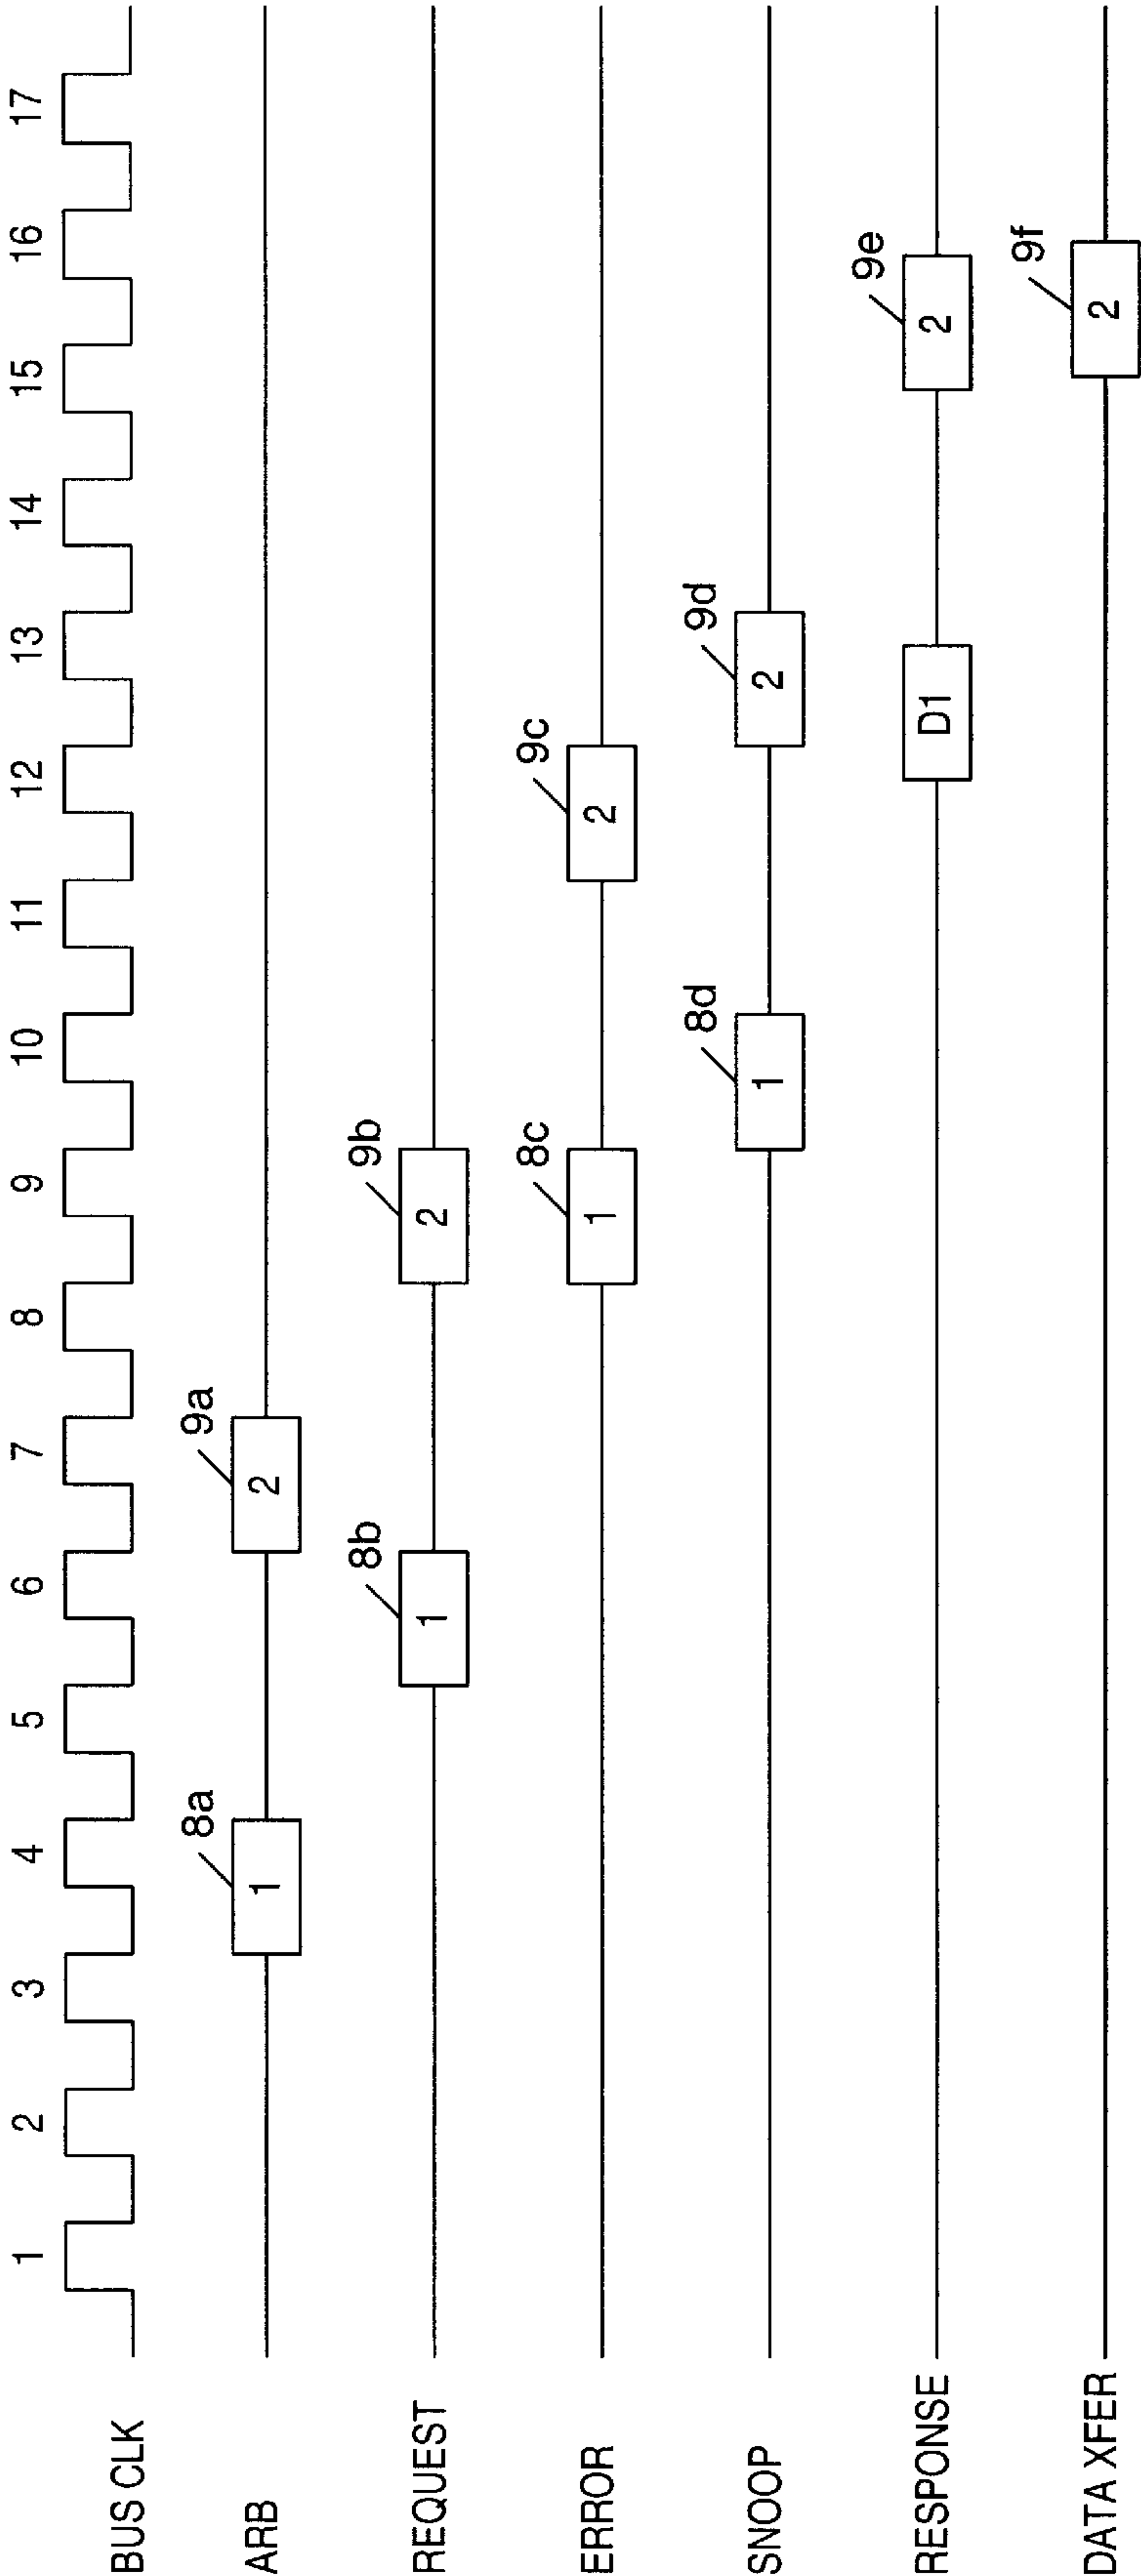 1 2 3 4 5 6 7 8 9 10 11 12 13 14 15 16 17
BUS CLK
8a 9a
ARB 1 2
8b 9b
REQUEST 1 2
8c 9c
ERROR 1 2
8d 9d
SNOOP 1 2
9e
RESPONSE D1 2
9f
DATA XFER 2